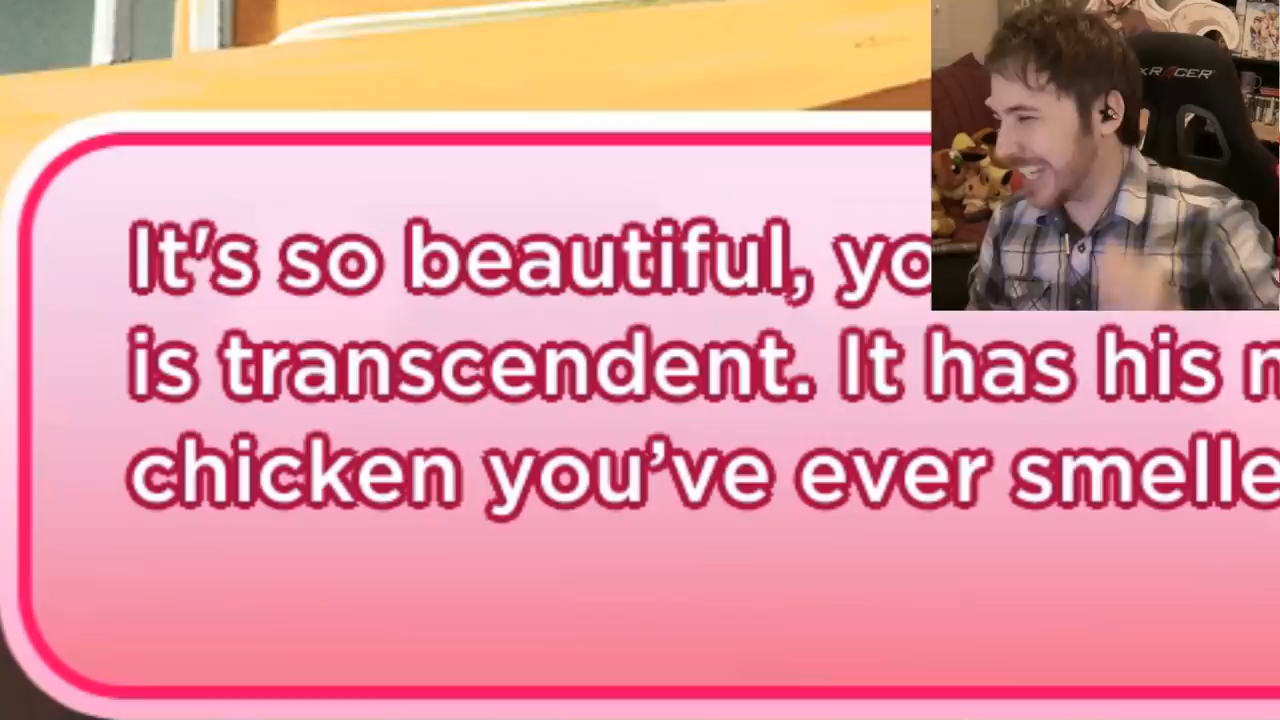 It's so beautiful, yo
is transcendent. It has his
chicken you’ve ever smelle